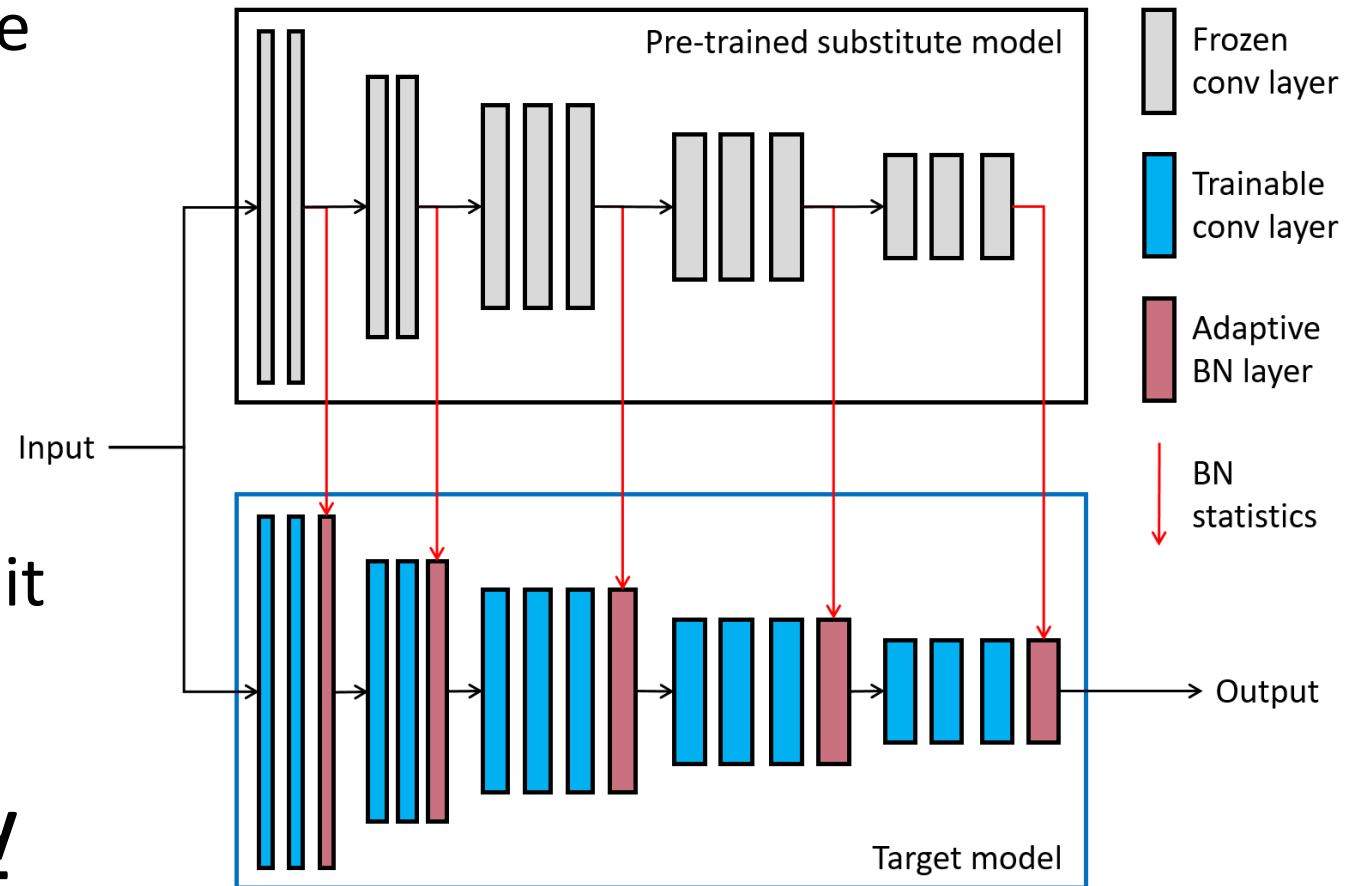 e
Pre-trained substitute model
Frozen
conv layer
Trainable
conv layer
Adaptive
BN layer
Input
BN
statistics
it
Output
Target model